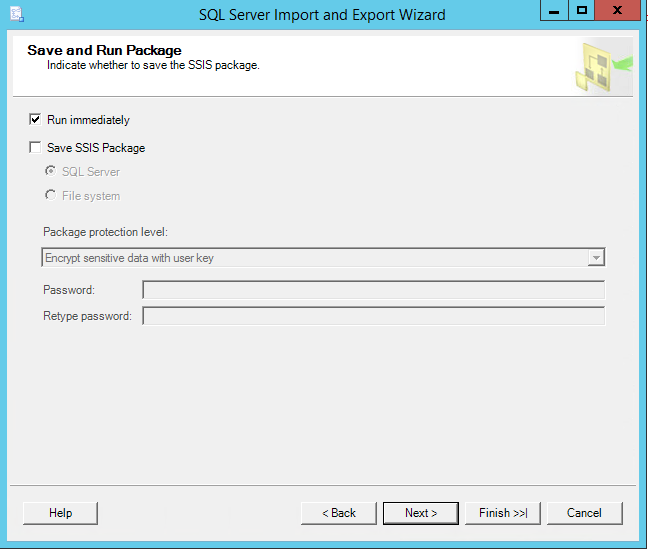 SQL Server Import and Export Wizard
Save and Run Package
Indicate whether to save the SSIS package.
Run immediately
Save SSIS Package
SQL Server
File system
Package protection level:
Encrypt sensitive data with user key
Password:
Retype password:
Help
< Back
Next >
Finish >>|
Cancel